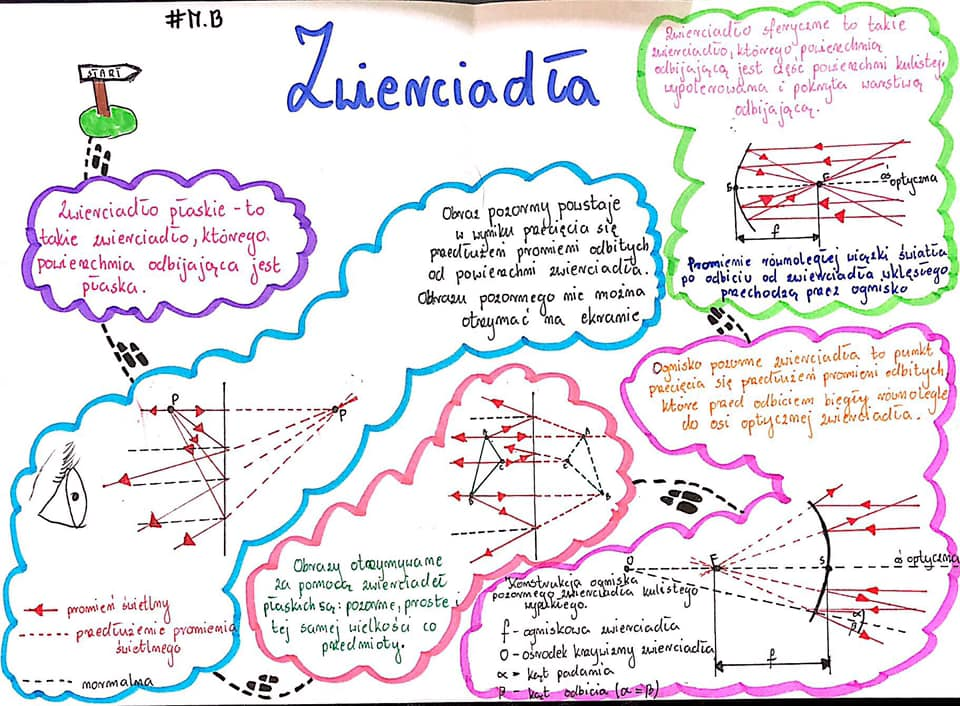 #N.B
Zwierciadła
START
Zwierciadło płaskie - to
takie zwierciadło, którego
powierzchnia odbijająca jest
płaska.
Obraz pozorny powstaje
w wyniku przecięcia się
przedłużeń promieni odbitych
od powierzchni zwierciadła.
Obrazu pozornego nie można
otrzymać na ekranie
P
P'
promień świetlny
przedłużenie promienia
świetlnego
normalna
A
A
C
C
B
B
Obrazy otrzymywane
za pomocą zwierciadeł
płaskich są: pozorne, proste i
tej samej wielkości co
przedmioty.
Zwierciadło sferyczne to takie
zwierciadło, którego powierzchnią
odbijającą jest część powierzchni kulistej,
wypolerowana i pokryta warstwą
odbijającą.
S
F
oś optyczna
f
Promienie równoległej wiązki światła
po odbiciu od zwierciadła wklęsłego
przechodzą przez ognisko
Ognisko pozorne zwierciadła to punkt
przecięcia się przedłużeń promieni odbitych,
które przed odbiciem biegły równolegle
do osi optycznej zwierciadła.
O
F
S
oś optyczna
α
β
f
Konstrukcja ogniska
pozornego zwierciadła kulistego
wypukłego.
f - ogniskowa zwierciadła
O - ośrodek krzywizny zwierciadła
α - kąt padania
β - kąt odbicia (α = β)